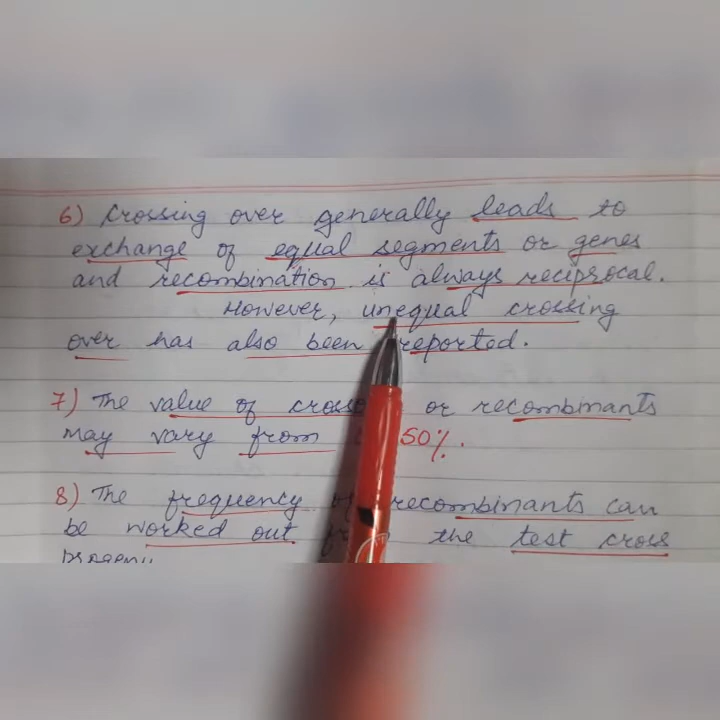 6) Crossing over generally leads to
exchange of equal segments or genes
and recombination is always reciprocal.
However, unequal crossing
over has also been reported.
7) The value of or recombinants
may vary from 50%.
8) The frequency recombinants can
be worked out the test cross
progeny